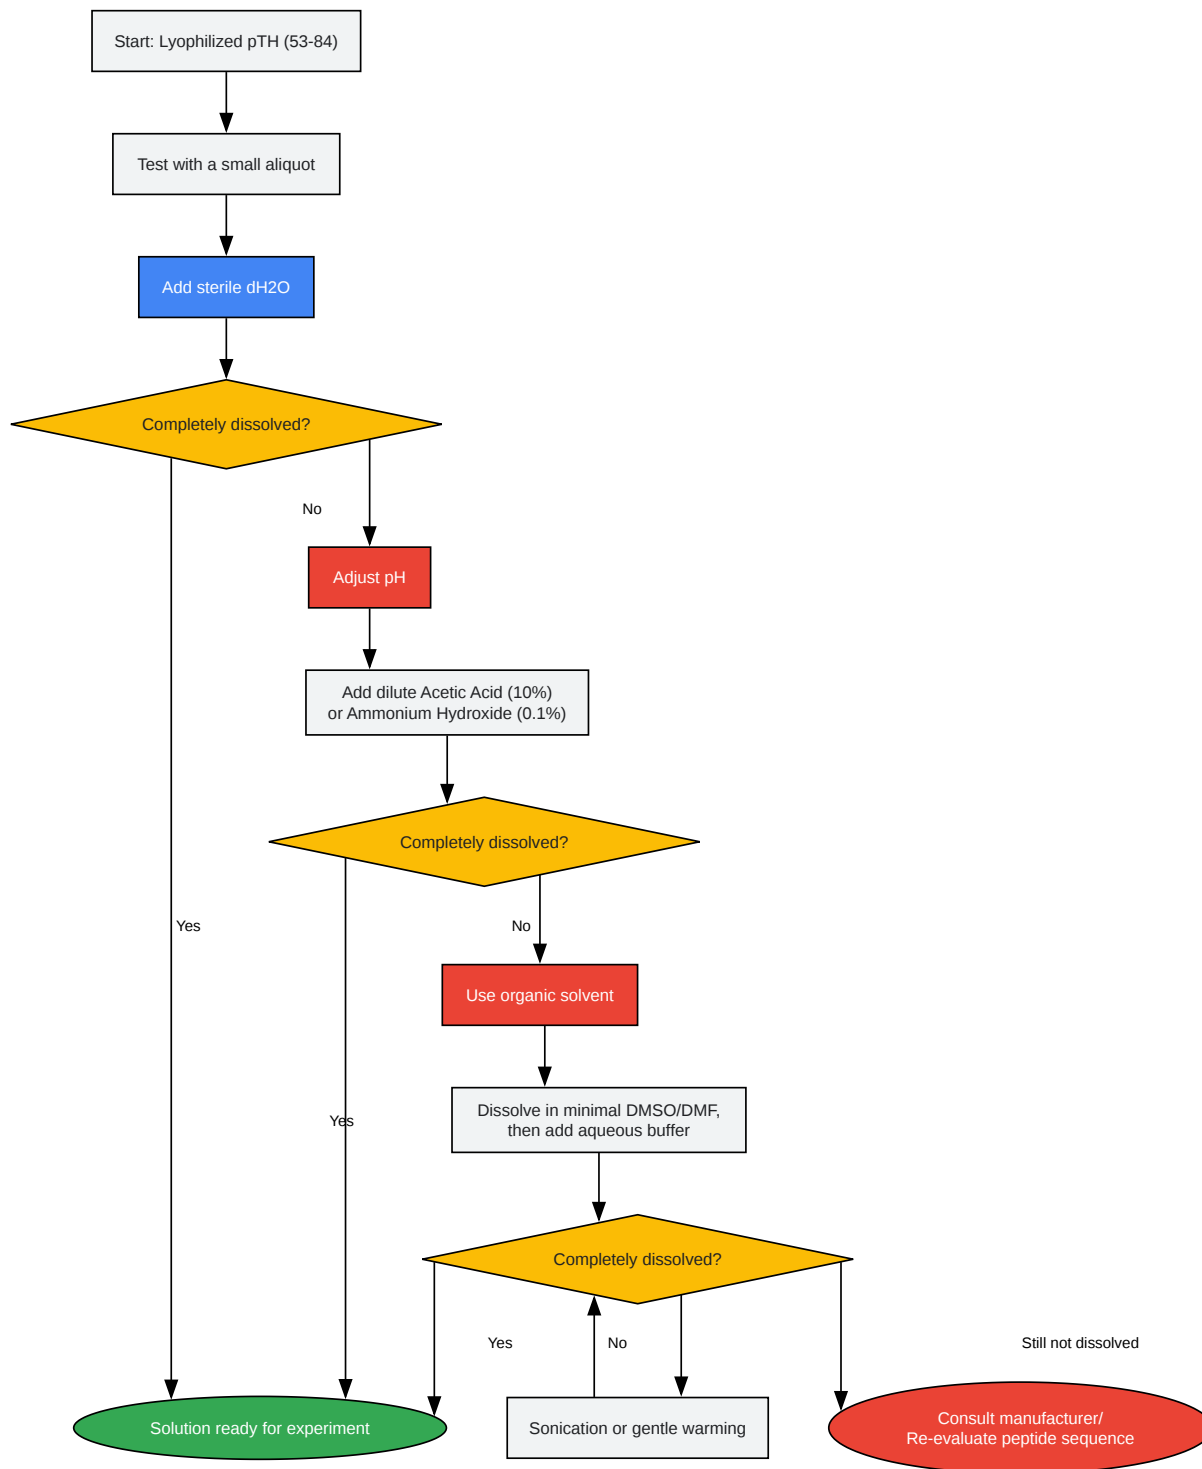 Start: Lyophilized pTH (53-84)
Test with a small aliquot
Add sterile dH2O
Completely dissolved?
No
Adjust pH
Add dilute Acetic Acid (10%)
or Ammonium Hydroxide (0.1%)
Completely dissolved?
Yes
No
Use organic solvent
Dissolve in minimal DMSO/DMF,
then add aqueous buffer
Yes
Completely dissolved?
Yes
No
Still not dissolved
Solution ready for experiment
Sonication or gentle warming
Consult manufacturer/
Re-evaluate peptide sequence